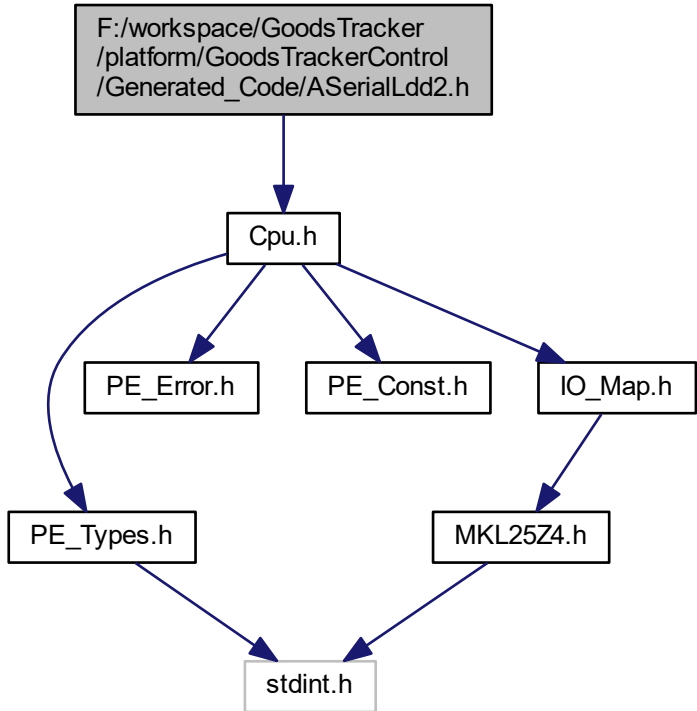 F:/workspace/GoodsTracker
/platform/GoodsTrackerControl
/Generated_Code/ASerialLdd2.h
Cpu.h
PE_Error.h
PE_Const.h
IO_Map.h
PE_Types.h
MKL25Z4.h
stdint.h